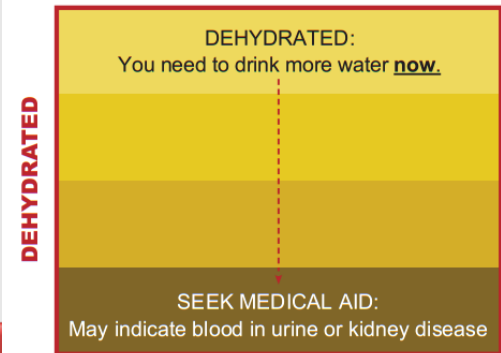 DEHYDRATED
DEHYDRATED:
You need to drink more water now.
SEEK MEDICAL AID:
May indicate blood in urine or kidney disease